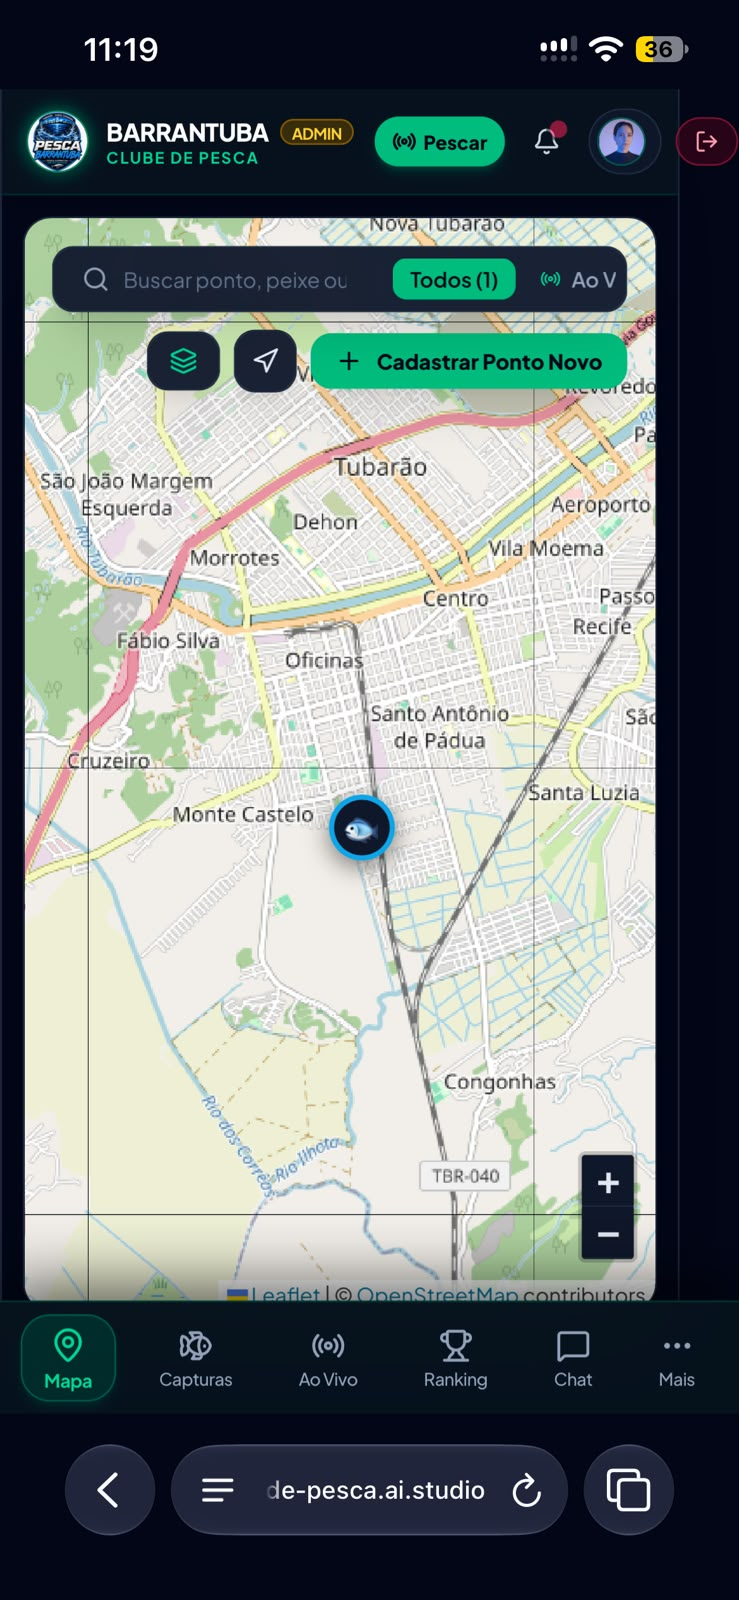 11:19
36
PESCA
BARRANTUBA
BARRANTUBA ADMIN
CLUBE DE PESCA
Pescar
Nova Tubarão
Buscar ponto, peixe ou
Todos (1)
Ao V
Cadastrar Ponto Novo
Revoredo
Tubarão
São João Margem
Esquerda
Dehon
Aeroporto
Rio Tubarão
Morrotes
Vila Moema
Centro
Passo
Recife
Fábio Silva
Oficinas
Santo Antônio
de Pádua
São
Cruzeiro
Santa Luzia
Monte Castelo
Congonhas
Rio dos Corrêas
Rio Ilhota
TBR-040
+
−
Leaflet | © OpenStreetMap contributors
Mapa
Capturas
Ao Vivo
Ranking
Chat
Mais
de-pesca.ai.studio